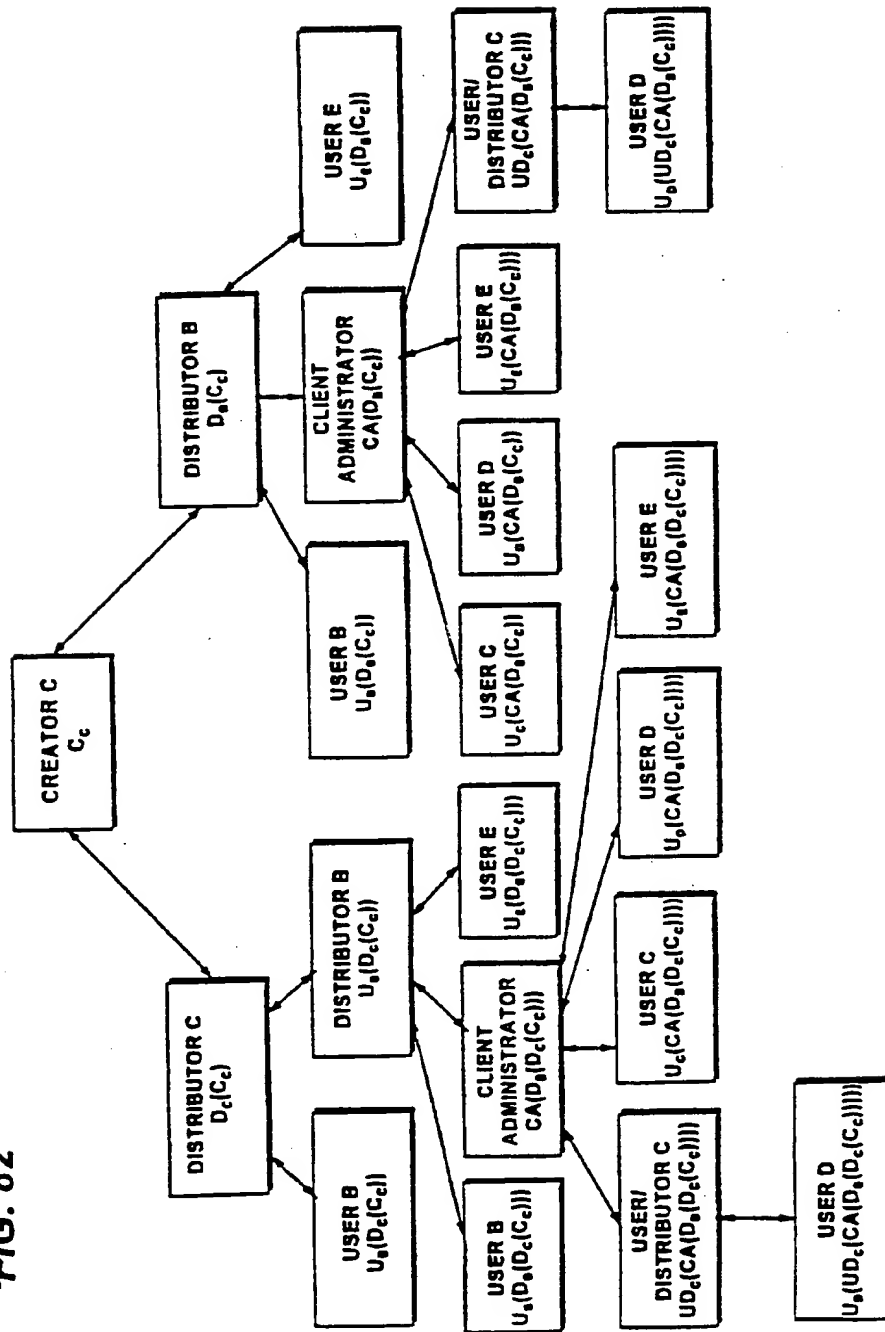 FIG. 82
CREATOR C
C_C
DISTRIBUTOR C
D_C(C_C)
DISTRIBUTOR B
D_B(C_C)
USER B
U_B(D_C(C_C))
DISTRIBUTOR B
U_B(D_C(C_C))
USER B
U_B(D_B(C_C))
CLIENT
ADMINISTRATOR
CA(D_B(C_C))
USER E
U_E(D_B(C_C))
USER B
U_B(D_B(D_C(C_C)))
CLIENT
ADMINISTRATOR
CA(D_B(D_C(C_C)))
USER E
U_E(D_B(D_C(C_C)))
USER C
U_C(CA(D_B(C_C))
USER D
U_B(CA(D_B(C_C))
USER E
U_E(CA(D_B(C_C)))
USER/
DISTRIBUTOR C
UD_C(CA(D_B(C_C)))
USER/
DISTRIBUTOR C
UD_C(CA(D_B(D_C(C_C))))
USER C
U_C(CA(D_B(D_C(C_C))))
USER D
U_D(CA(D_B(D_C(C_C))))
USER E
U_E(CA(D_B(D_C(C_C))))
USER D
U_D(UD_C(CA(D_B(C_C))))
USER D
U_B(UD_C(CA(D_B(D_C(C_C)))))